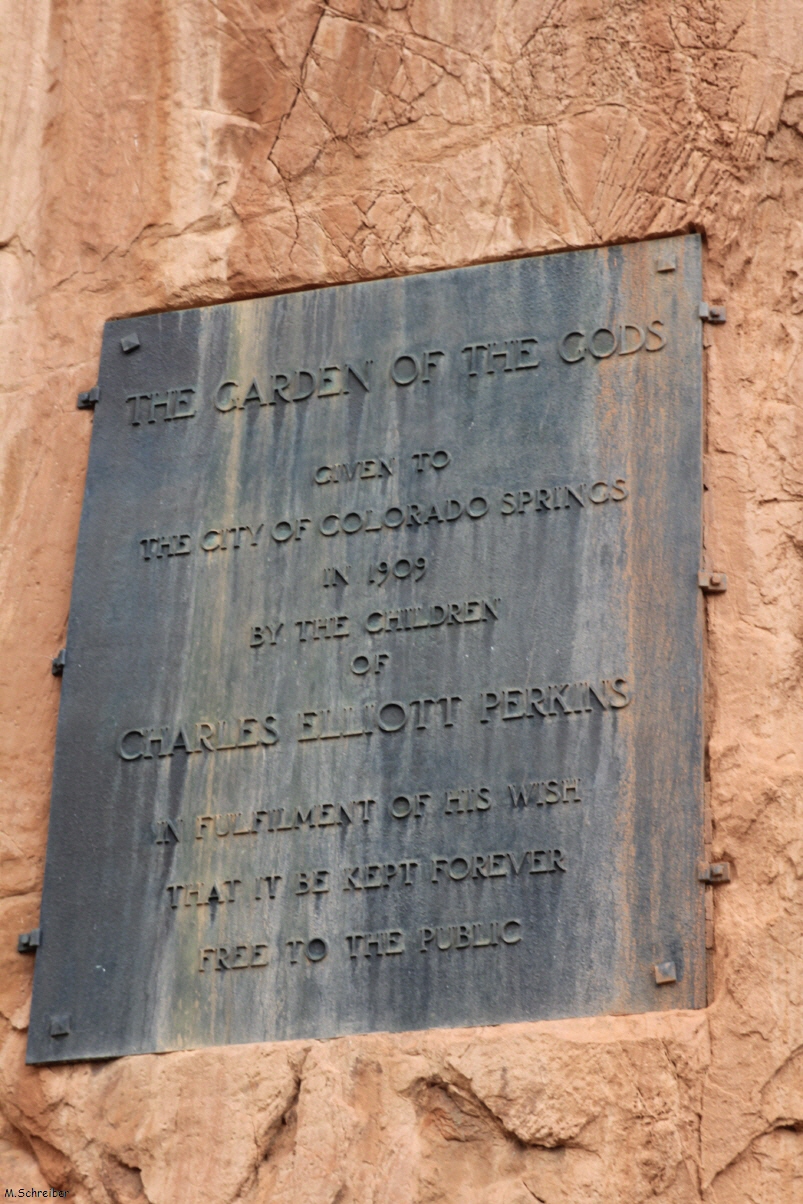 THE GARDEN OF THE GODS
GIVEN TO
THE CITY OF COLORADO SPRINGS
IN 1909
BY THE CHILDREN
OF
CHARLES ELLIOTT PERKINS
IN FULFILMENT OF HIS WISH
THAT IT BE KEPT FOREVER
FREE TO THE PUBLIC
M.Schreiber